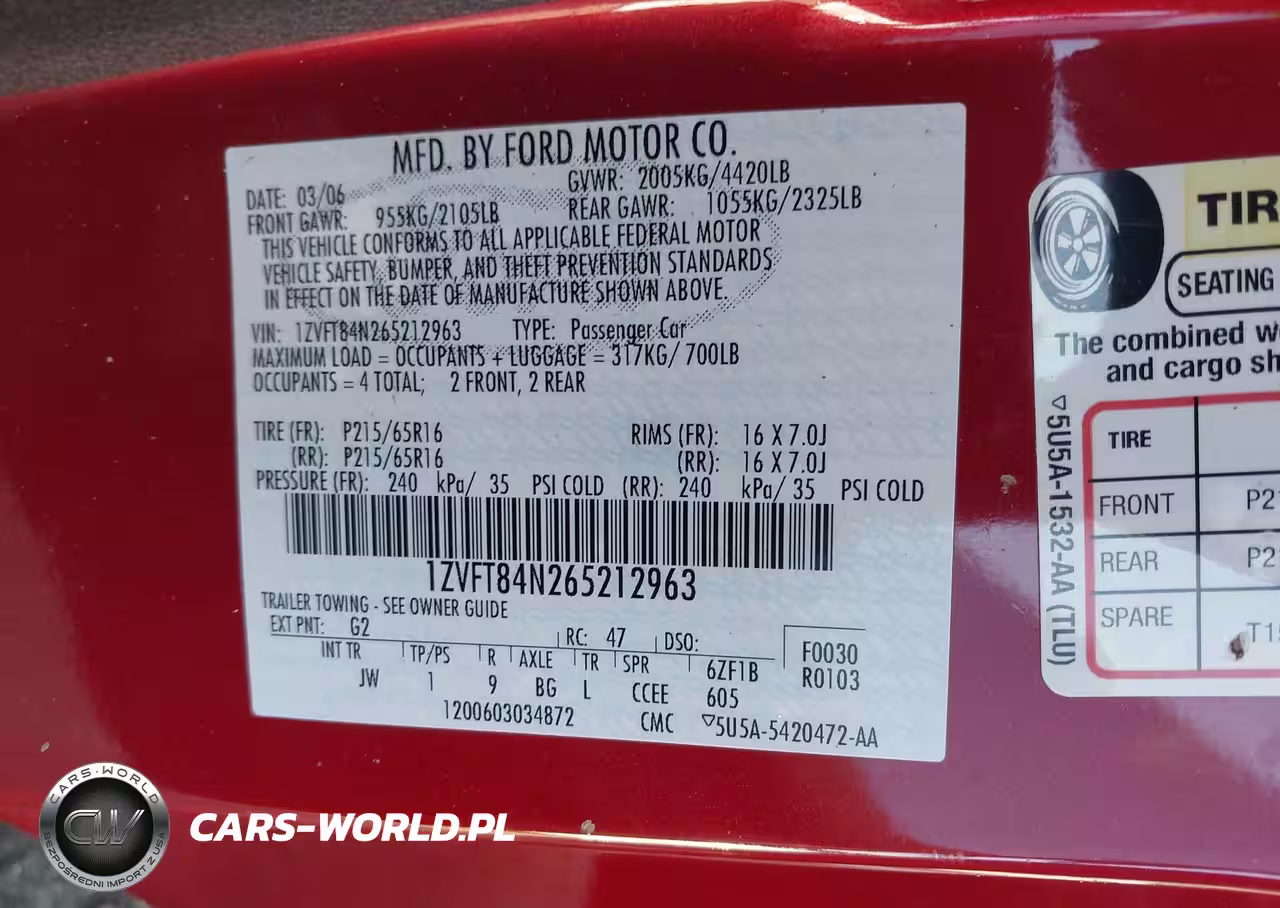 MFD. BY FORD MOTOR CO.
DATE: 03/06 GVWR: 2005KG/4420LB
FRONT GAWR: 955KG/2105LB REAR GAWR: 1055KG/2325LB
THIS VEHICLE CONFORMS TO ALL APPLICABLE FEDERAL MOTOR
VEHICLE SAFETY, BUMPER, AND THEFT PREVENTION STANDARDS
IN EFFECT ON THE DATE OF MANUFACTURE SHOWN ABOVE.
VIN: 1ZVFT84N265212963 TYPE: Passenger Car
MAXIMUM LOAD = OCCUPANTS + LUGGAGE = 317KG/ 700LB
OCCUPANTS = 4 TOTAL; 2 FRONT, 2 REAR
TIRE (FR): P215/65R16 RIMS (FR): 16 X 7.0J
(RR): P215/65R16 (RR): 16 X 7.0J
PRESSURE (FR): 240 kPa/ 35 PSI COLD (RR): 240 kPa/ 35 PSI COLD
1ZVFT84N265212963
TRAILER TOWING - SEE OWNER GUIDE
EXT PNT: G2 RC: 47 DSO:
INT TR TP/PS R AXLE TR SPR 6ZF1B F0030
JW 1 9 BG L CCEE 605 R0103
1200603034872 CMC ▽5U5A-5420472-AA
TIR
SEATING
The combined w
and cargo sh
▽5U5A-1532-AA (TLU)
TIRE
FRONT P2
REAR P2
SPARE T1
CARS-WORLD
CW
BEZPOŚREDNI IMPORT Z USA
CARS-WORLD.PL